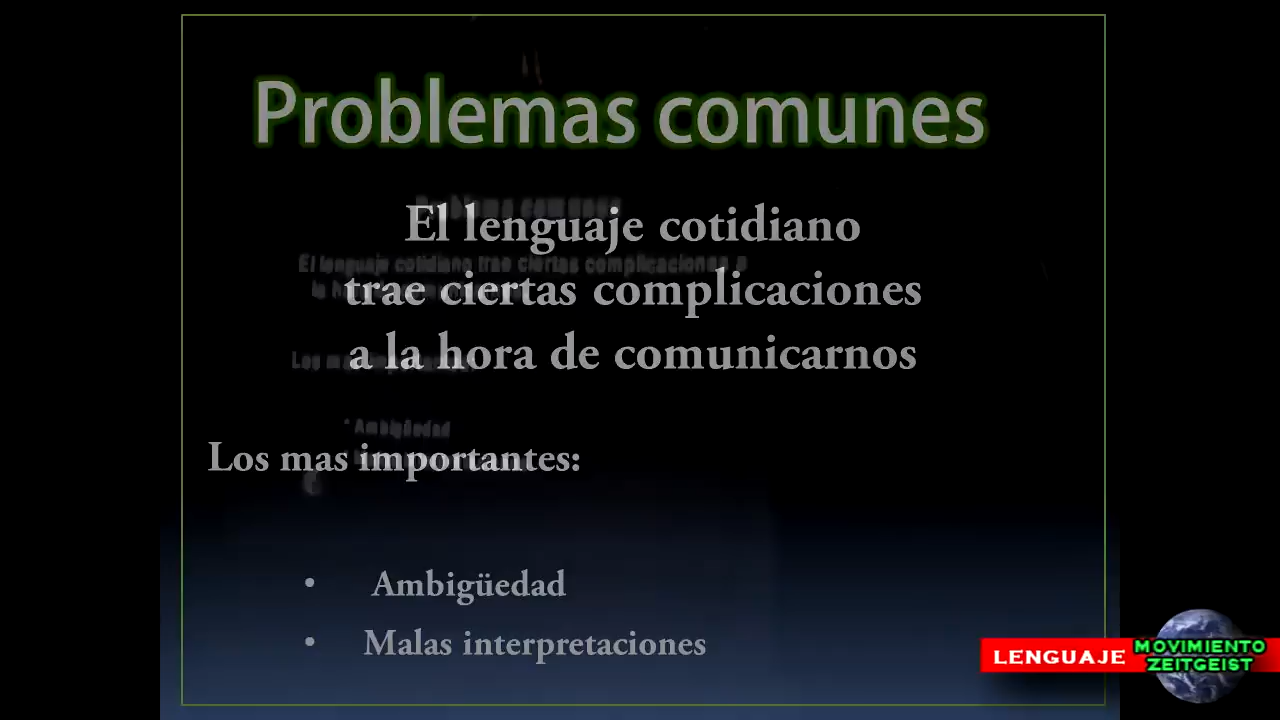 Problemas comunes
El lenguaje cotidiano
trae ciertas complicaciones
a la hora de comunicarnos
Los mas importantes:
• Ambigüedad
• Malas interpretaciones
LENGUAJE
MOVIMIENTO
ZEITGEIST